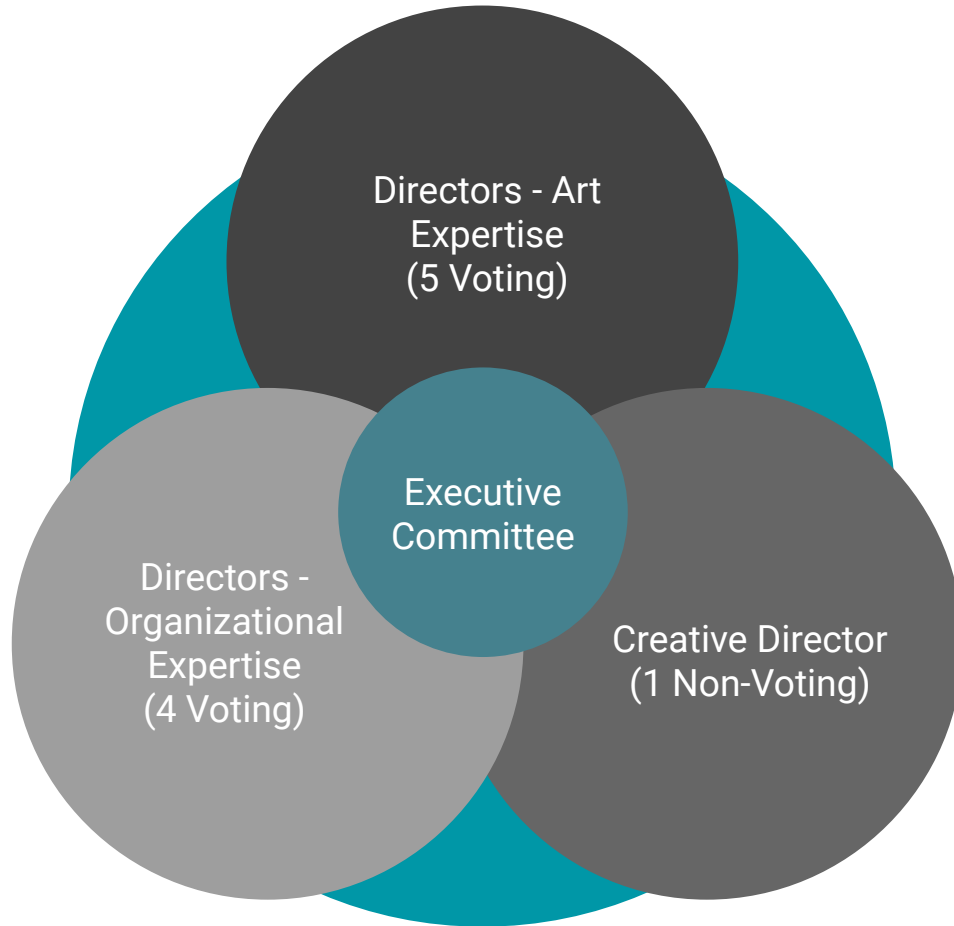 Directors - Art
Expertise
(5 Voting)
Executive
Committee
Directors -
Organizational
Expertise
(4 Voting)
Creative Director
(1 Non-Voting)